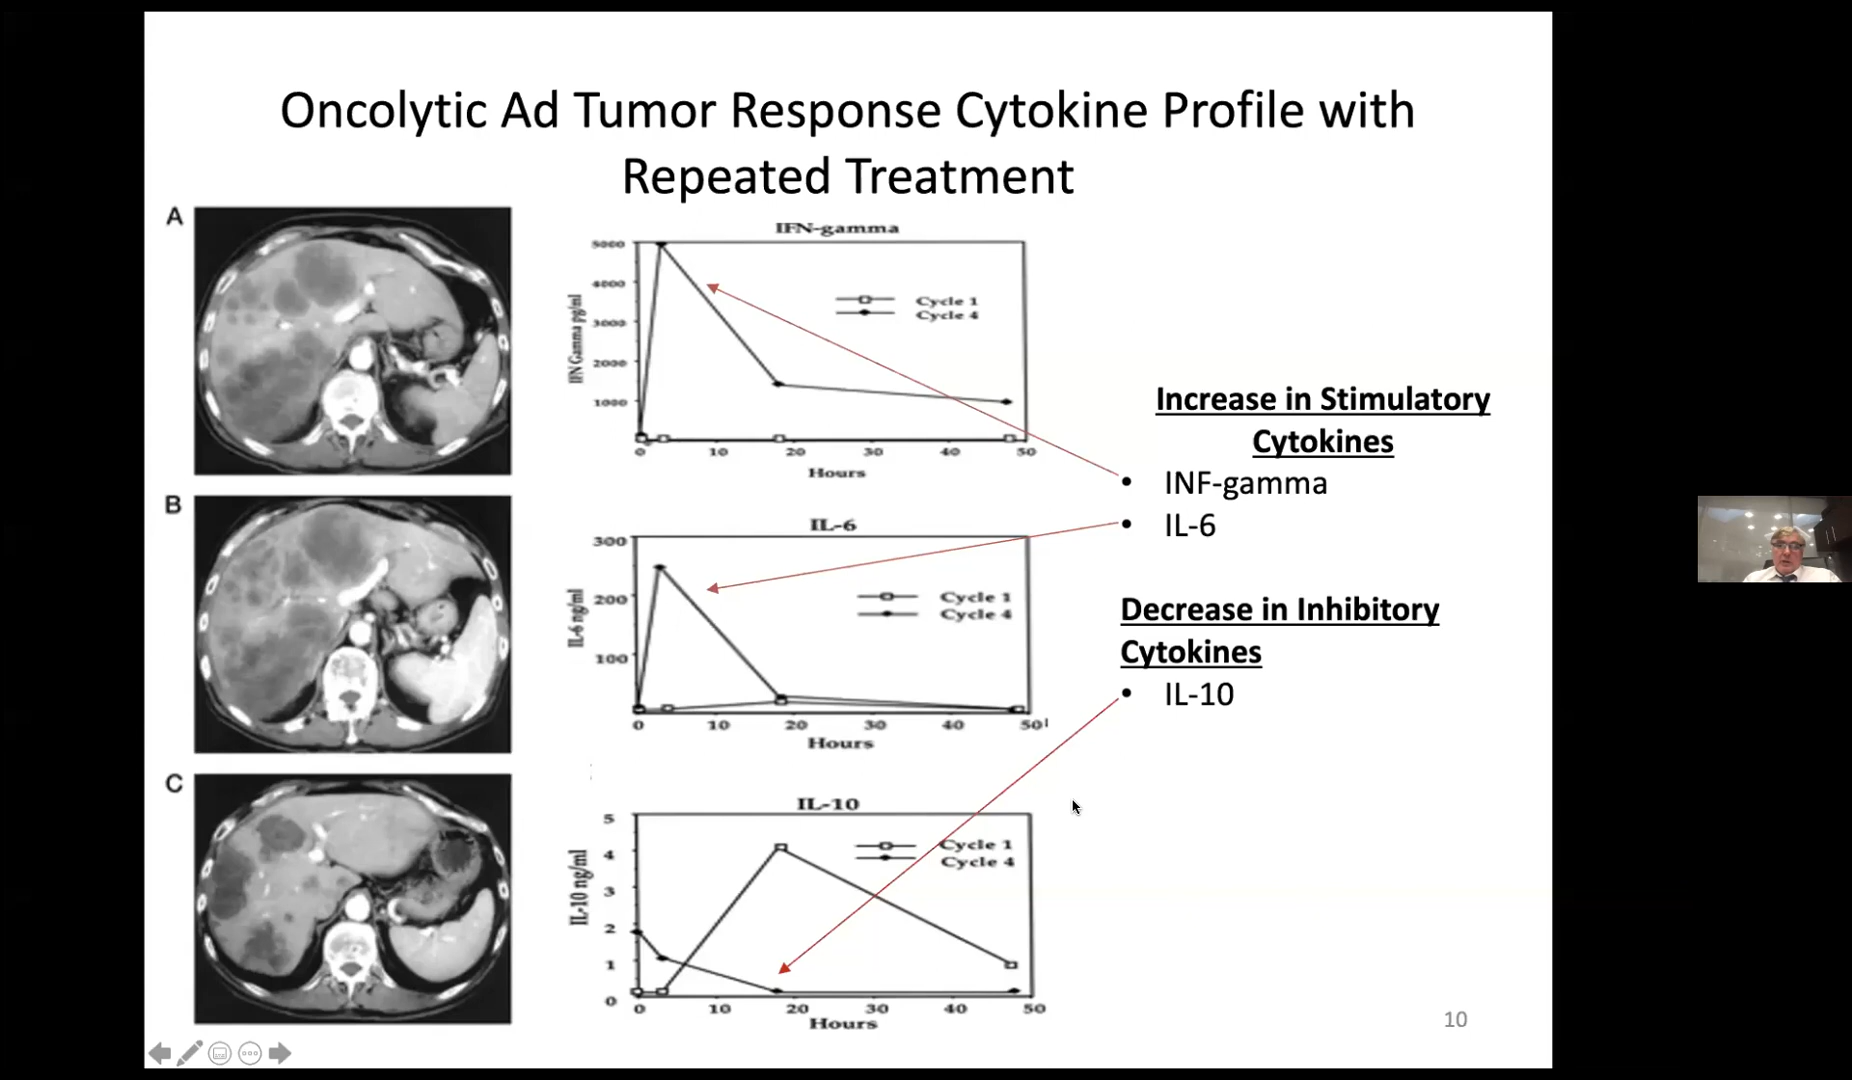 Oncolytic Ad Tumor Response Cytokine Profile with
Repeated Treatment
A
B
C
IFN-gamma
5000
4000
3000
2000
1000
IFN Gamma pg/ml
Cycle 1
Cycle 4
0 10 20 30 40 50
Hours
IL-6
300
200
100
IL-6 ng/ml
Cycle 1
Cycle 4
0 10 20 30 40 50
Hours
IL-10
5
4
3
2
1
0
IL-10 ng/ml
Cycle 1
Cycle 4
0 10 20 30 40 50
Hours
Increase in Stimulatory
Cytokines
• INF-gamma
• IL-6
Decrease in Inhibitory
Cytokines
• IL-10
10